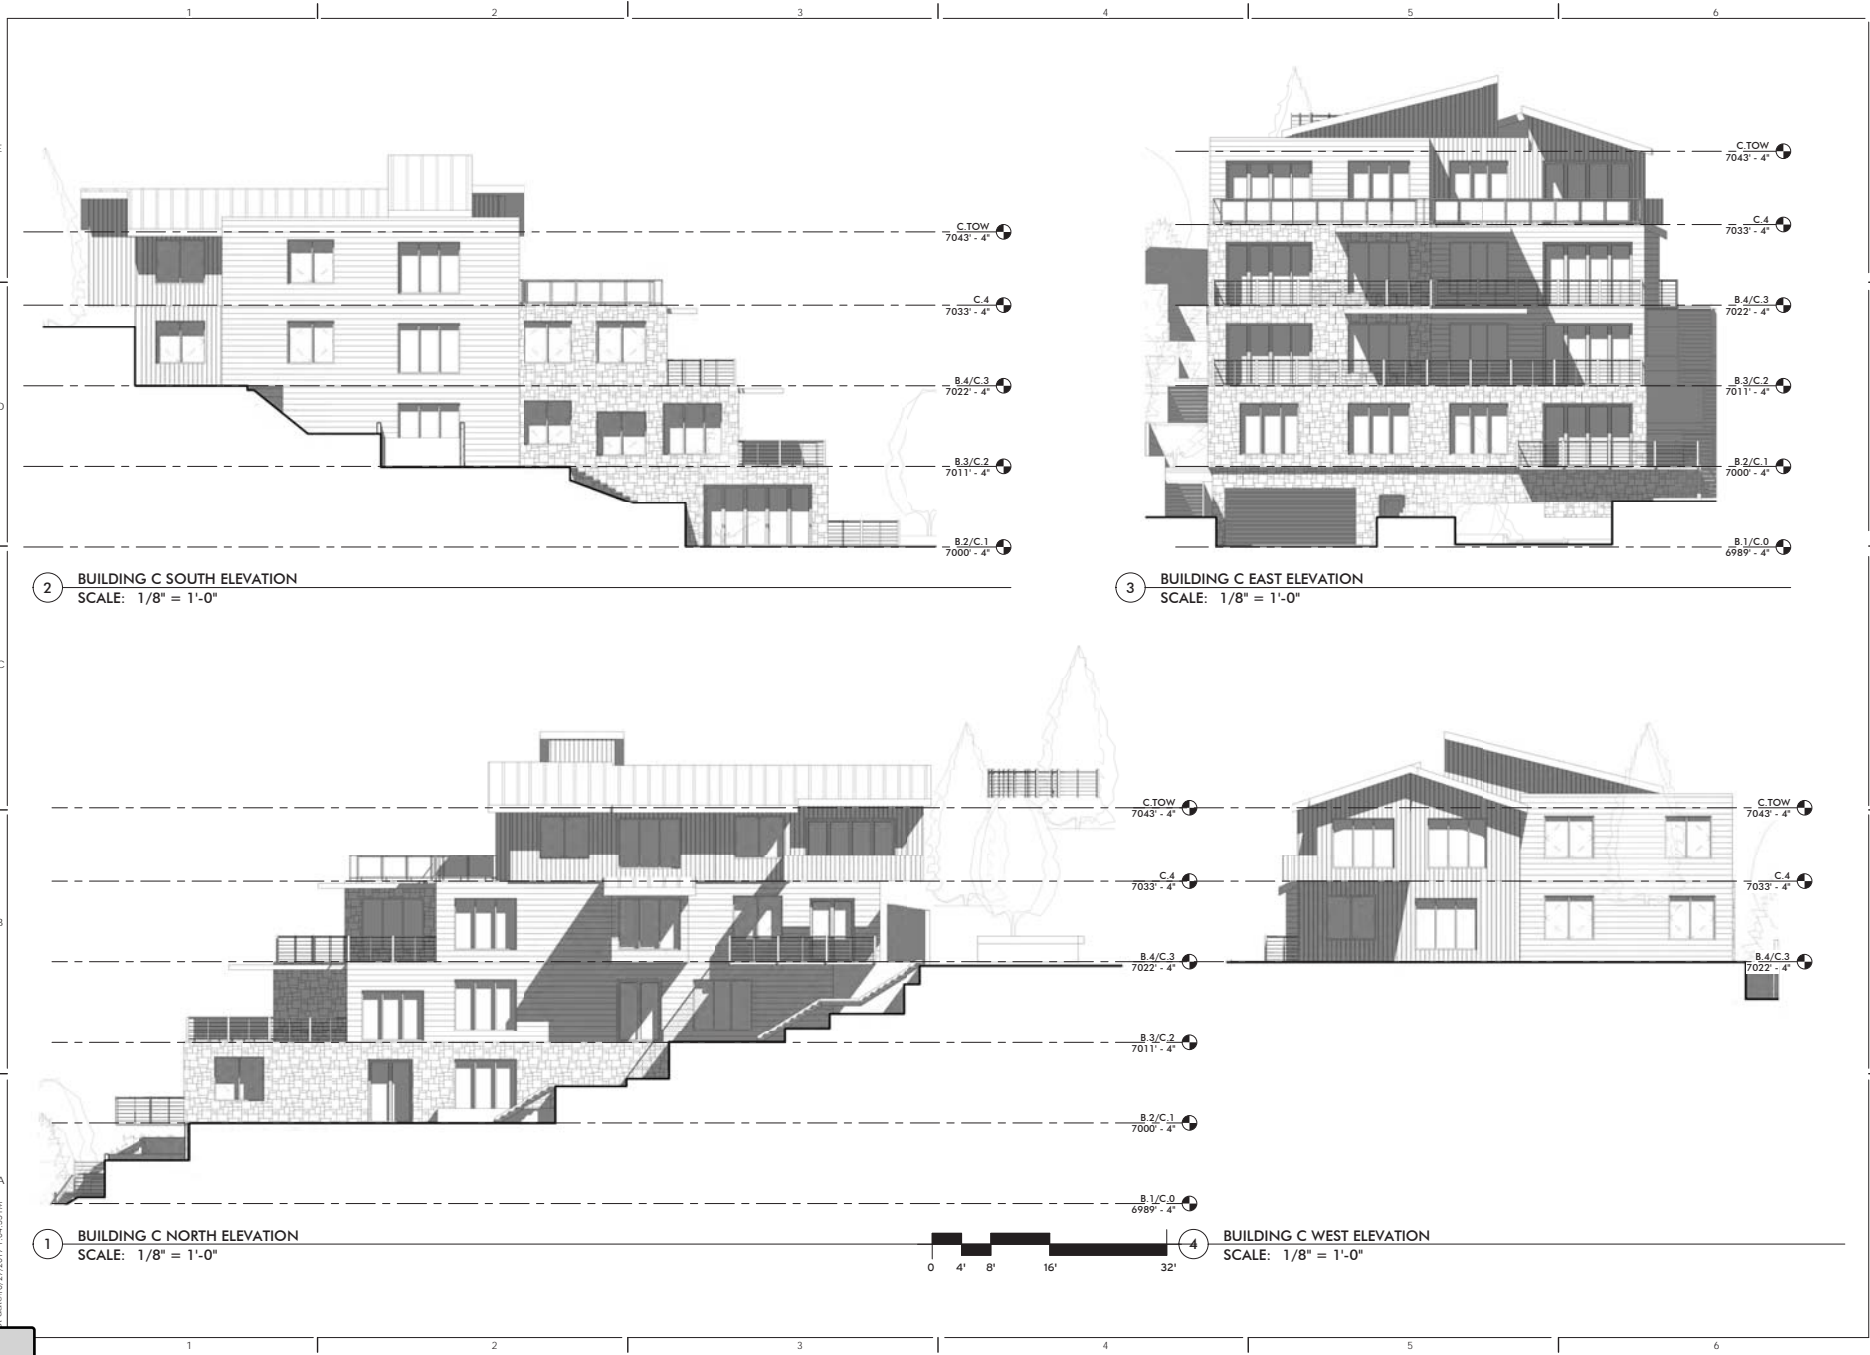 1 2 3 4 5 6
C.TOW
7043' - 4"
C.4
7033' - 4"
B.4/C.3
7022' - 4"
B.3/C.2
7011' - 4"
B.2/C.1
7000' - 4"
2 BUILDING C SOUTH ELEVATION
SCALE: 1/8" = 1'-0"
C.TOW
7043' - 4"
C.4
7033' - 4"
B.4/C.3
7022' - 4"
B.3/C.2
7011' - 4"
B.2/C.1
7000' - 4"
B.1/C.0
6989' - 4"
3 BUILDING C EAST ELEVATION
SCALE: 1/8" = 1'-0"
C.TOW
7043' - 4"
C.4
7033' - 4"
B.4/C.3
7022' - 4"
B.3/C.2
7011' - 4"
B.2/C.1
7000' - 4"
B.1/C.0
6989' - 4"
1 BUILDING C NORTH ELEVATION
SCALE: 1/8" = 1'-0"
0 4' 8' 16' 32'
C.TOW
7043' - 4"
C.4
7033' - 4"
B.4/C.3
7022' - 4"
4 BUILDING C WEST ELEVATION
SCALE: 1/8" = 1'-0"
1 2 3 4 5 6